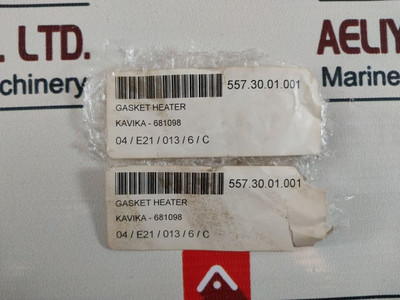 . LTD.
achinery
AELIY
Marine
557.30.01.001
GASKET HEATER
KAVIKA - 681098
04 / E21 / 013 / 6 / C
557.30.01.001
GASKET HEATER
KAVIKA - 681098
04 / E21 / 013 / 6 / C